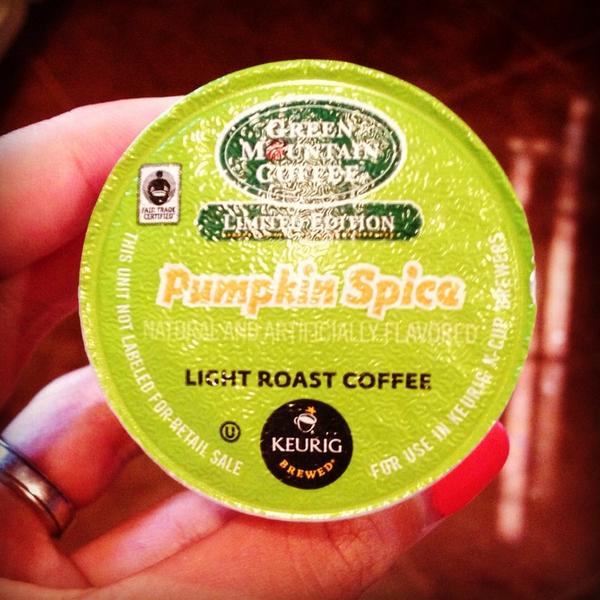 GREEN
MOUNTAIN
COFFEE
LIMITED EDITION
FAIR TRADE
CERTIFIED
Pumpkin Spice
NATURAL AND ARTIFICIALLY FLAVORED
LIGHT ROAST COFFEE
THIS UNIT NOT LABELED FOR RETAIL SALE
U
KEURIG
BREWED
FOR USE IN KEURIG K-CUP BREWERS